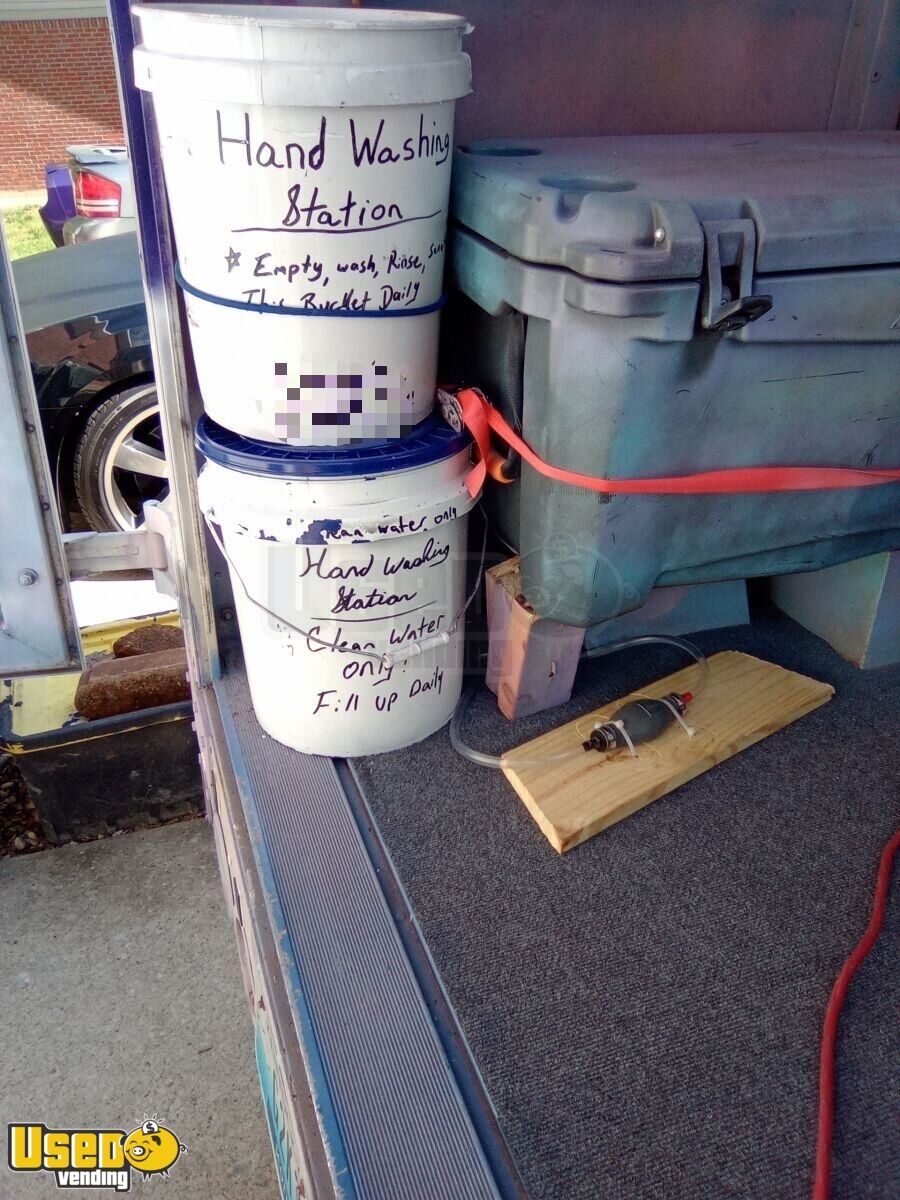 Hand Washing
Station
Empty, wash, Rinse,
This Bucket Daily
water only
Hand Washing
Station
Clean Water
Only!
Fill up Daily
USED
vending